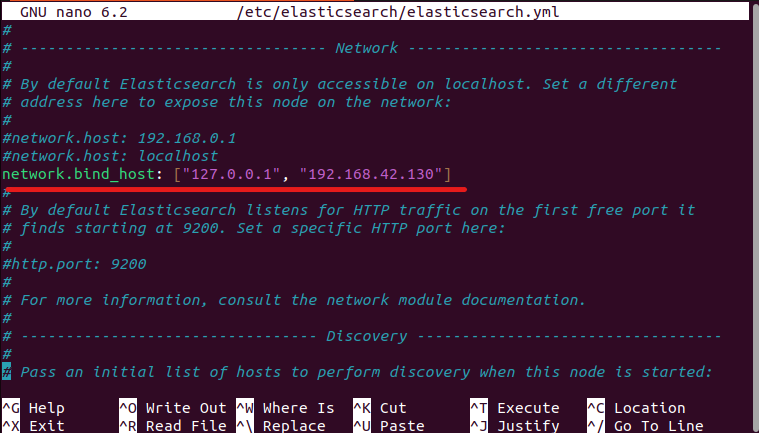 GNU nano 6.2 /etc/elasticsearch/elasticsearch.yml
#
# ---------------------------------- Network -----------------------------------
#
# By default Elasticsearch is only accessible on localhost. Set a different
# address here to expose this node on the network:
#
#network.host: 192.168.0.1
#network.host: localhost
network.bind_host: ["127.0.0.1", "192.168.42.130"]
#
# By default Elasticsearch listens for HTTP traffic on the first free port it
# finds starting at 9200. Set a specific HTTP port here:
#
#http.port: 9200
#
# For more information, consult the network module documentation.
#
# --------------------------------- Discovery ----------------------------------
#
# Pass an initial list of hosts to perform discovery when this node is started:
^G Help ^O Write Out ^W Where Is ^K Cut ^T Execute ^C Location
^X Exit ^R Read File ^\ Replace ^U Paste ^J Justify ^/ Go To Line